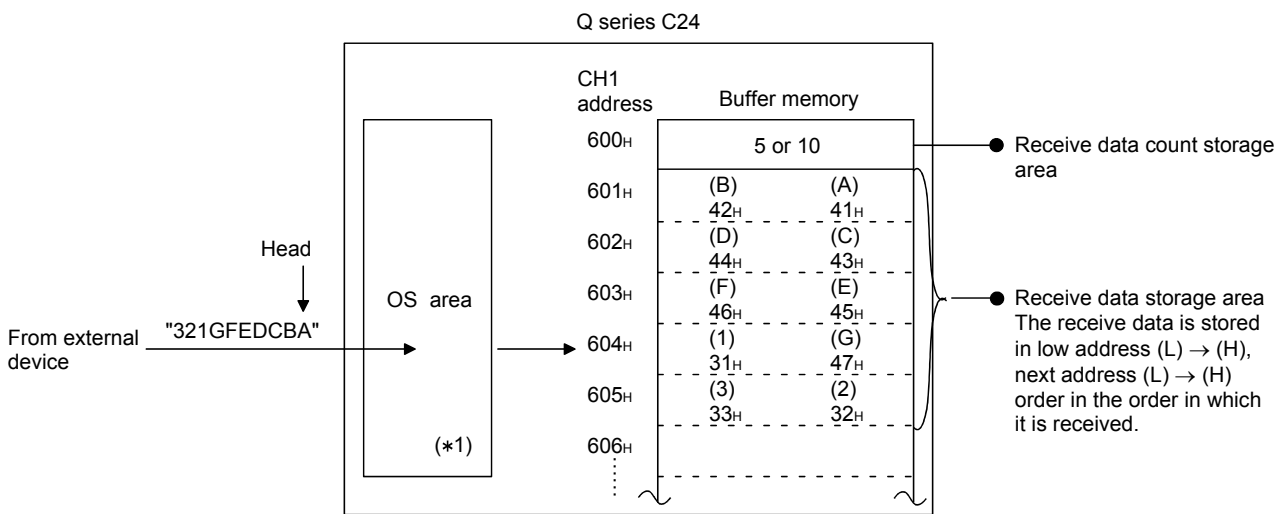 Q series C24
CH1
address
Buffer memory
600H
5 or 10
Receive data count storage
area
601H
(B) (A)
42H 41H
602H
(D) (C)
44H 43H
603H
(F) (E)
46H 45H
604H
(1) (G)
31H 47H
605H
(3) (2)
33H 32H
606H
Head
"321GFEDCBA"
From external
device
OS area
(*1)
Receive data storage area
The receive data is stored
in low address (L) → (H),
next address (L) → (H)
order in the order in which
it is received.